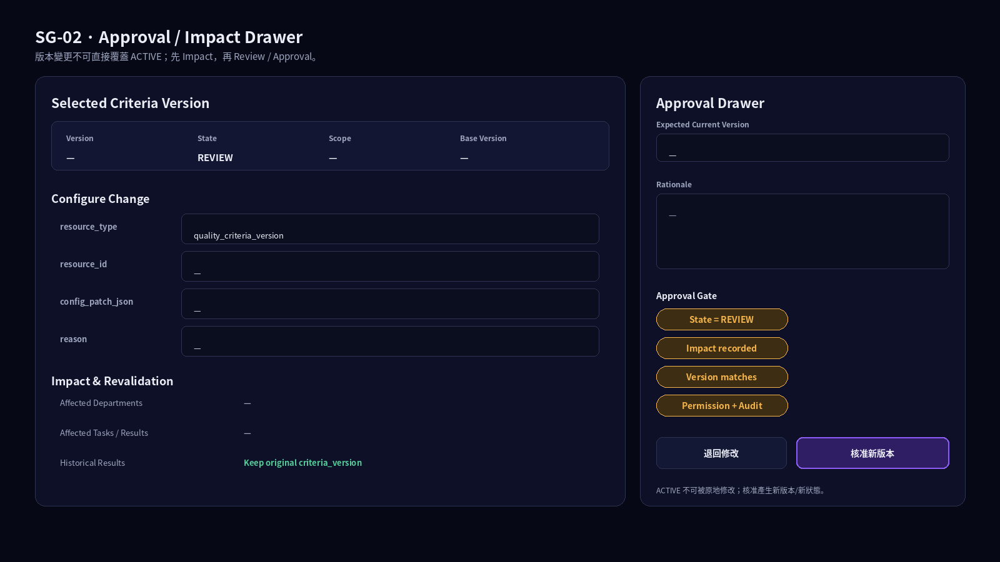 SG-02 · Approval / Impact Drawer
版本變更不可直接覆蓋 ACTIVE；先 Impact，再 Review / Approval。
Selected Criteria Version
Version State Scope Base Version
— REVIEW — —
Configure Change
resource_type quality_criteria_version
resource_id —
config_patch_json —
reason —
Impact & Revalidation
Affected Departments —
Affected Tasks / Results —
Historical Results Keep original criteria_version
Approval Drawer
Expected Current Version
—
Rationale
—
Approval Gate
State = REVIEW
Impact recorded
Version matches
Permission + Audit
退回修改 核准新版本
ACTIVE 不可被原地修改；核准產生新版本/新狀態。